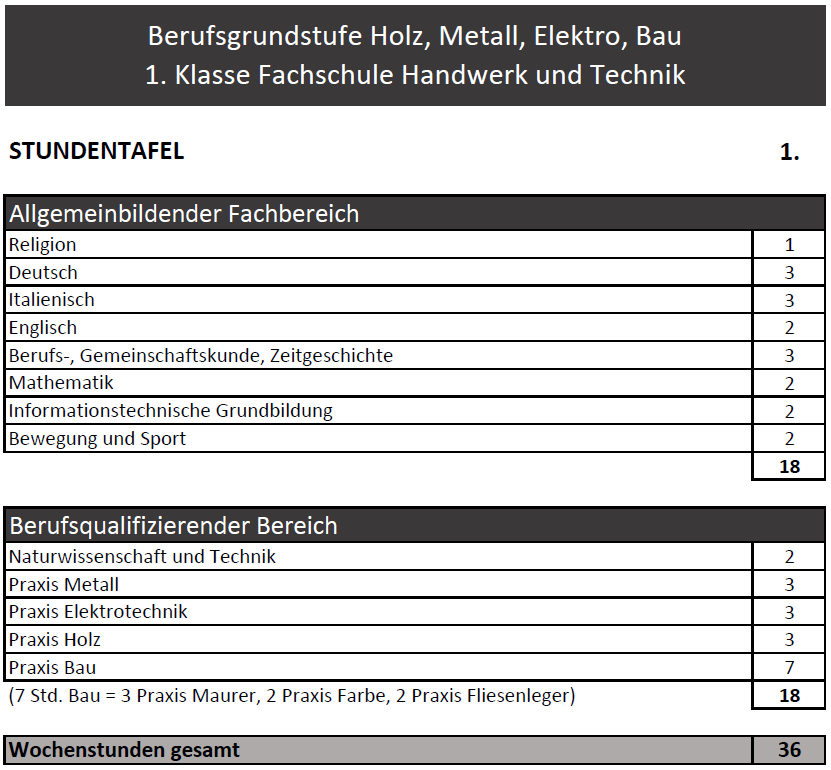 Berufsgrundstufe Holz, Metall, Elektro, Bau
1. Klasse Fachschule Handwerk und Technik
STUNDENTAFEL 1.
Allgemeinbildender Fachbereich
Religion 1
Deutsch 3
Italienisch 3
Englisch 2
Berufs-, Gemeinschaftskunde, Zeitgeschichte 3
Mathematik 2
Informationstechnische Grundbildung 2
Bewegung und Sport 2
18
Berufsqualifizierender Bereich
Naturwissenschaft und Technik 2
Praxis Metall 3
Praxis Elektrotechnik 3
Praxis Holz 3
Praxis Bau 7
(7 Std. Bau = 3 Praxis Maurer, 2 Praxis Farbe, 2 Praxis Fliesenleger) 18
Wochenstunden gesamt 36